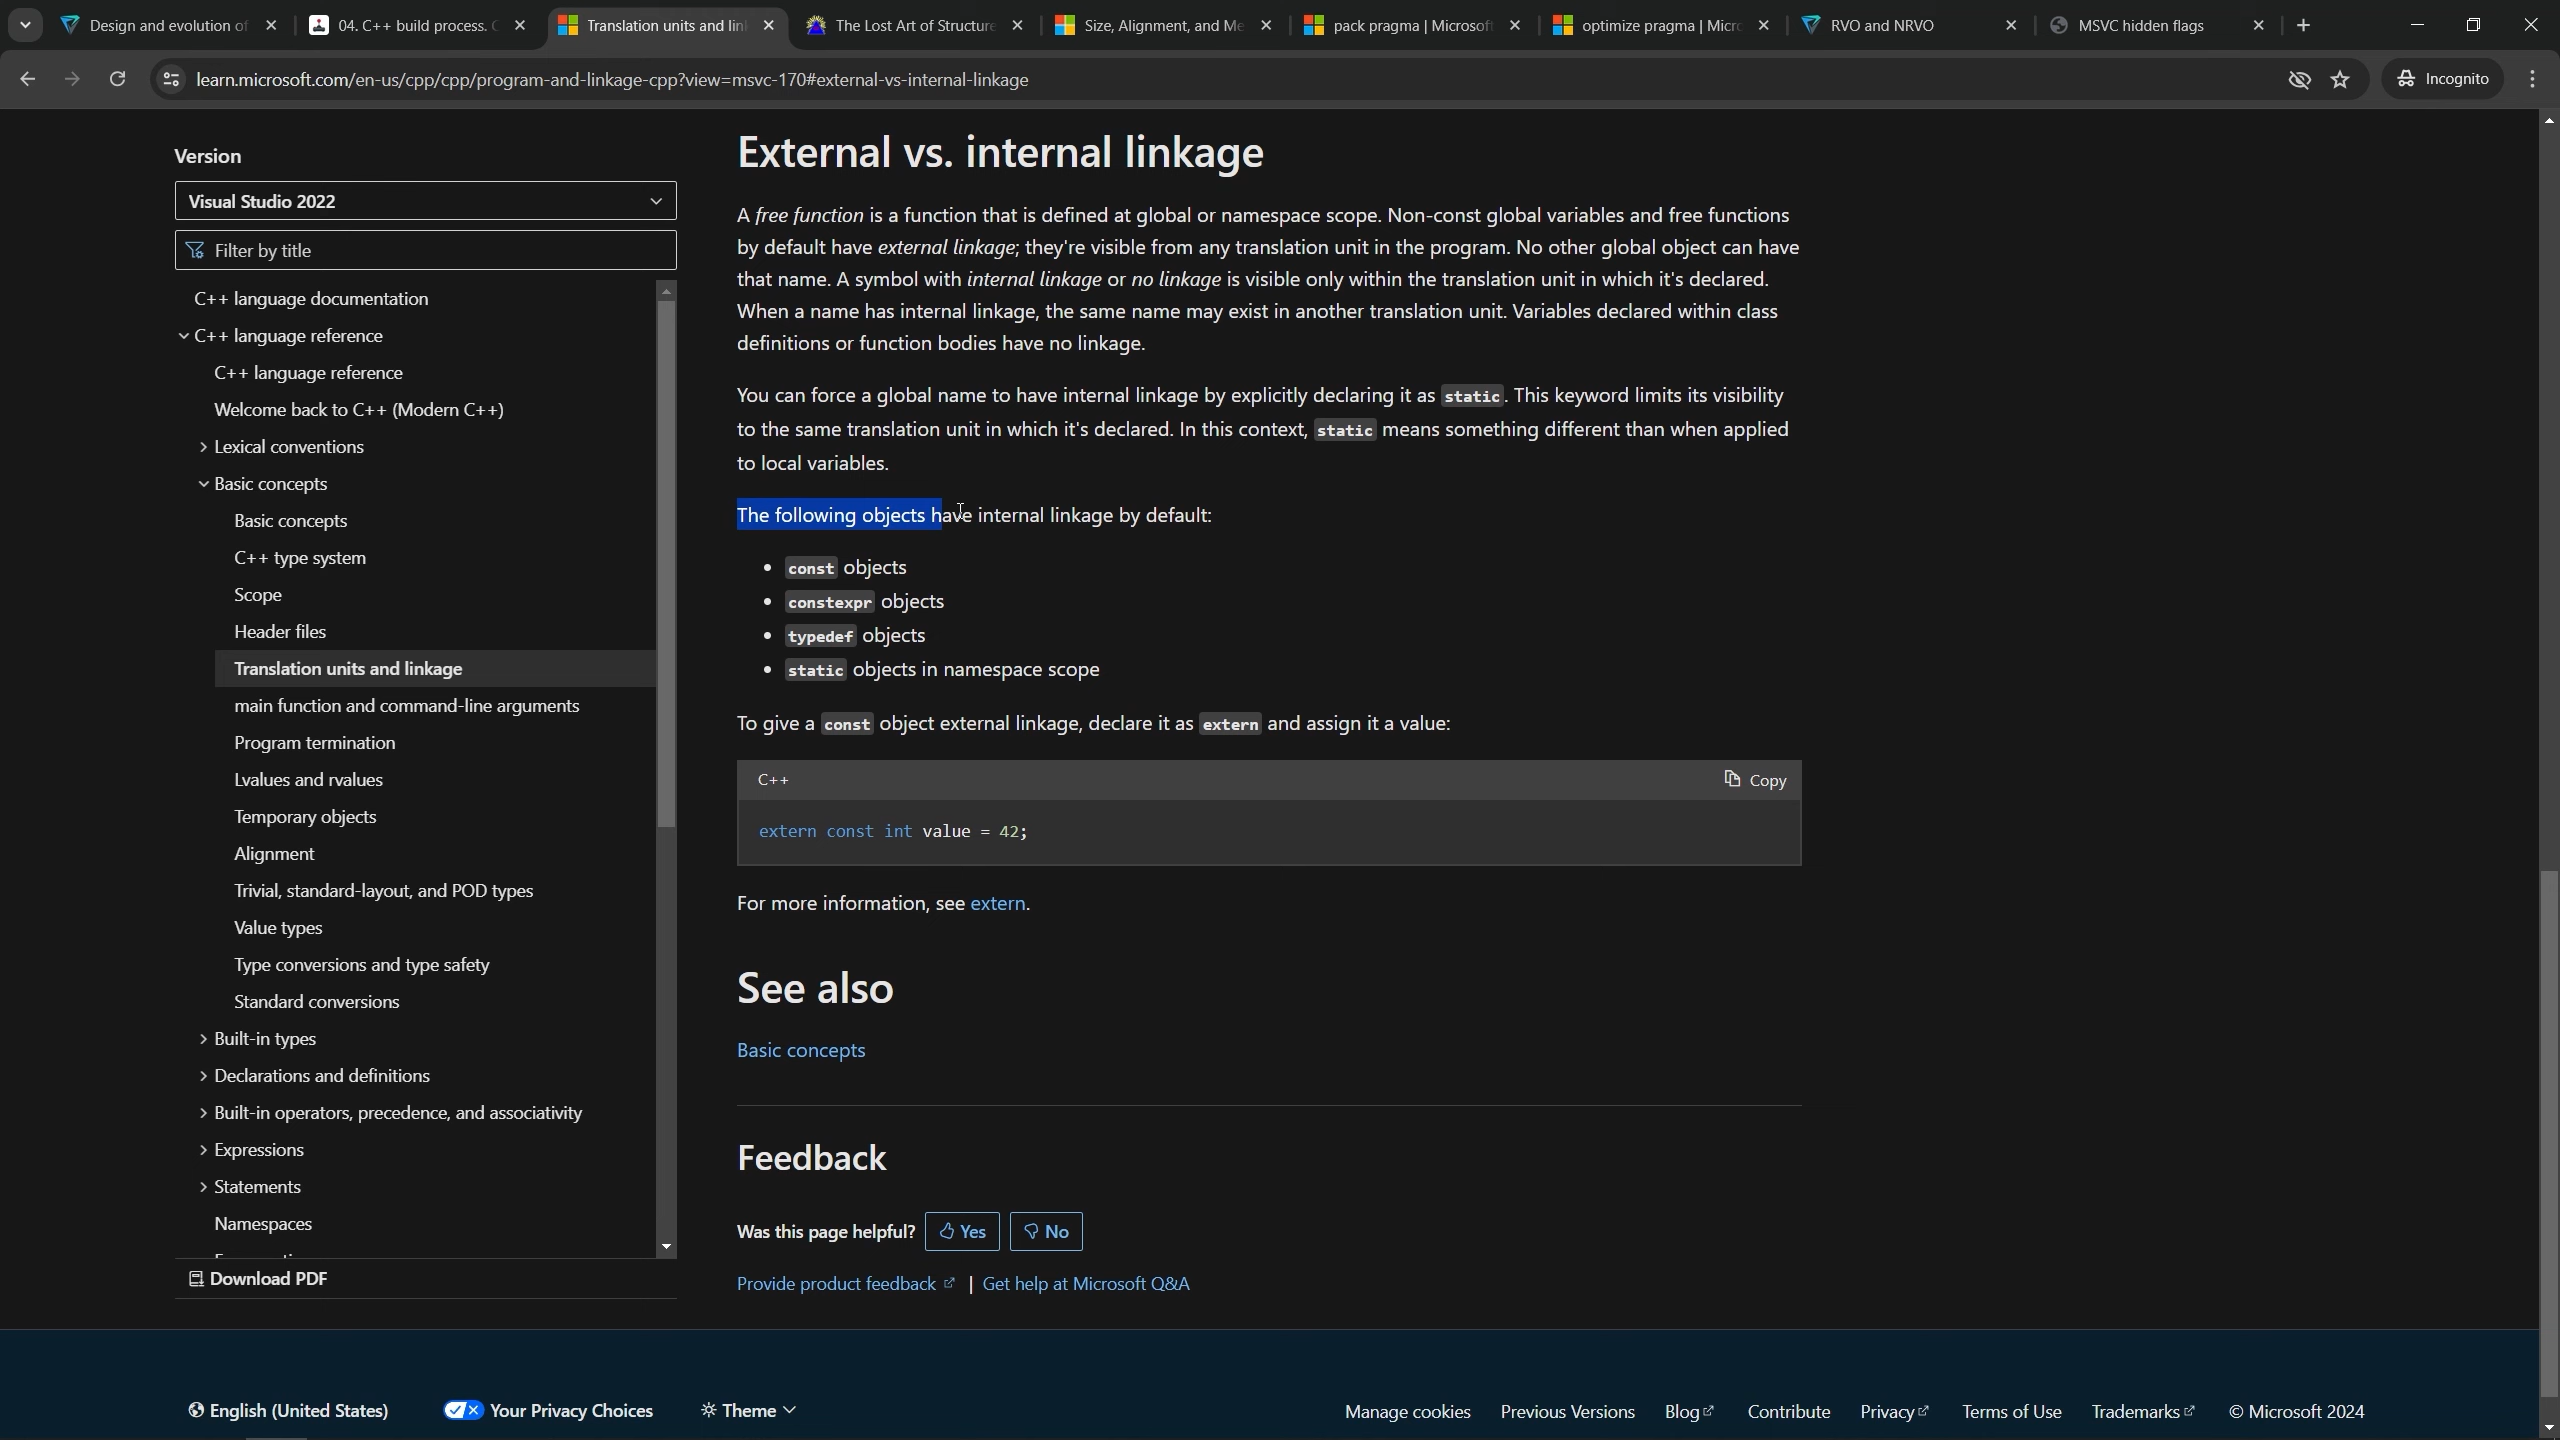 Design and evolution of
04. C++ build process. C
Translation units and lin
The Lost Art of Structure
Size, Alignment, and Me
pack pragma | Microsoft
optimize pragma | Micro
RVO and NRVO
MSVC hidden flags
learn.microsoft.com/en-us/cpp/cpp/program-and-linkage-cpp?view=msvc-170#external-vs-internal-linkage
Incognito
Version
Visual Studio 2022
Filter by title
C++ language documentation
C++ language reference
C++ language reference
Welcome back to C++ (Modern C++)
Lexical conventions
Basic concepts
Basic concepts
C++ type system
Scope
Header files
Translation units and linkage
main function and command-line arguments
Program termination
Lvalues and rvalues
Temporary objects
Alignment
Trivial, standard-layout, and POD types
Value types
Type conversions and type safety
Standard conversions
Built-in types
Declarations and definitions
Built-in operators, precedence, and associativity
Expressions
Statements
Namespaces
Download PDF
External vs. internal linkage
A free function is a function that is defined at global or namespace scope. Non-const global variables and free functions
by default have external linkage; they're visible from any translation unit in the program. No other global object can have
that name. A symbol with internal linkage or no linkage is visible only within the translation unit in which it's declared.
When a name has internal linkage, the same name may exist in another translation unit. Variables declared within class
definitions or function bodies have no linkage.
You can force a global name to have internal linkage by explicitly declaring it as static. This keyword limits its visibility
to the same translation unit in which it's declared. In this context, static means something different than when applied
to local variables.
The following objects have internal linkage by default:
• const objects
• constexpr objects
• typedef objects
• static objects in namespace scope
To give a const object external linkage, declare it as extern and assign it a value:
C++
Copy
extern const int value = 42;
For more information, see extern.
See also
Basic concepts
Feedback
Was this page helpful? Yes No
Provide product feedback | Get help at Microsoft Q&A
English (United States)
Your Privacy Choices
Theme
Manage cookies
Previous Versions
Blog
Contribute
Privacy
Terms of Use
Trademarks
© Microsoft 2024